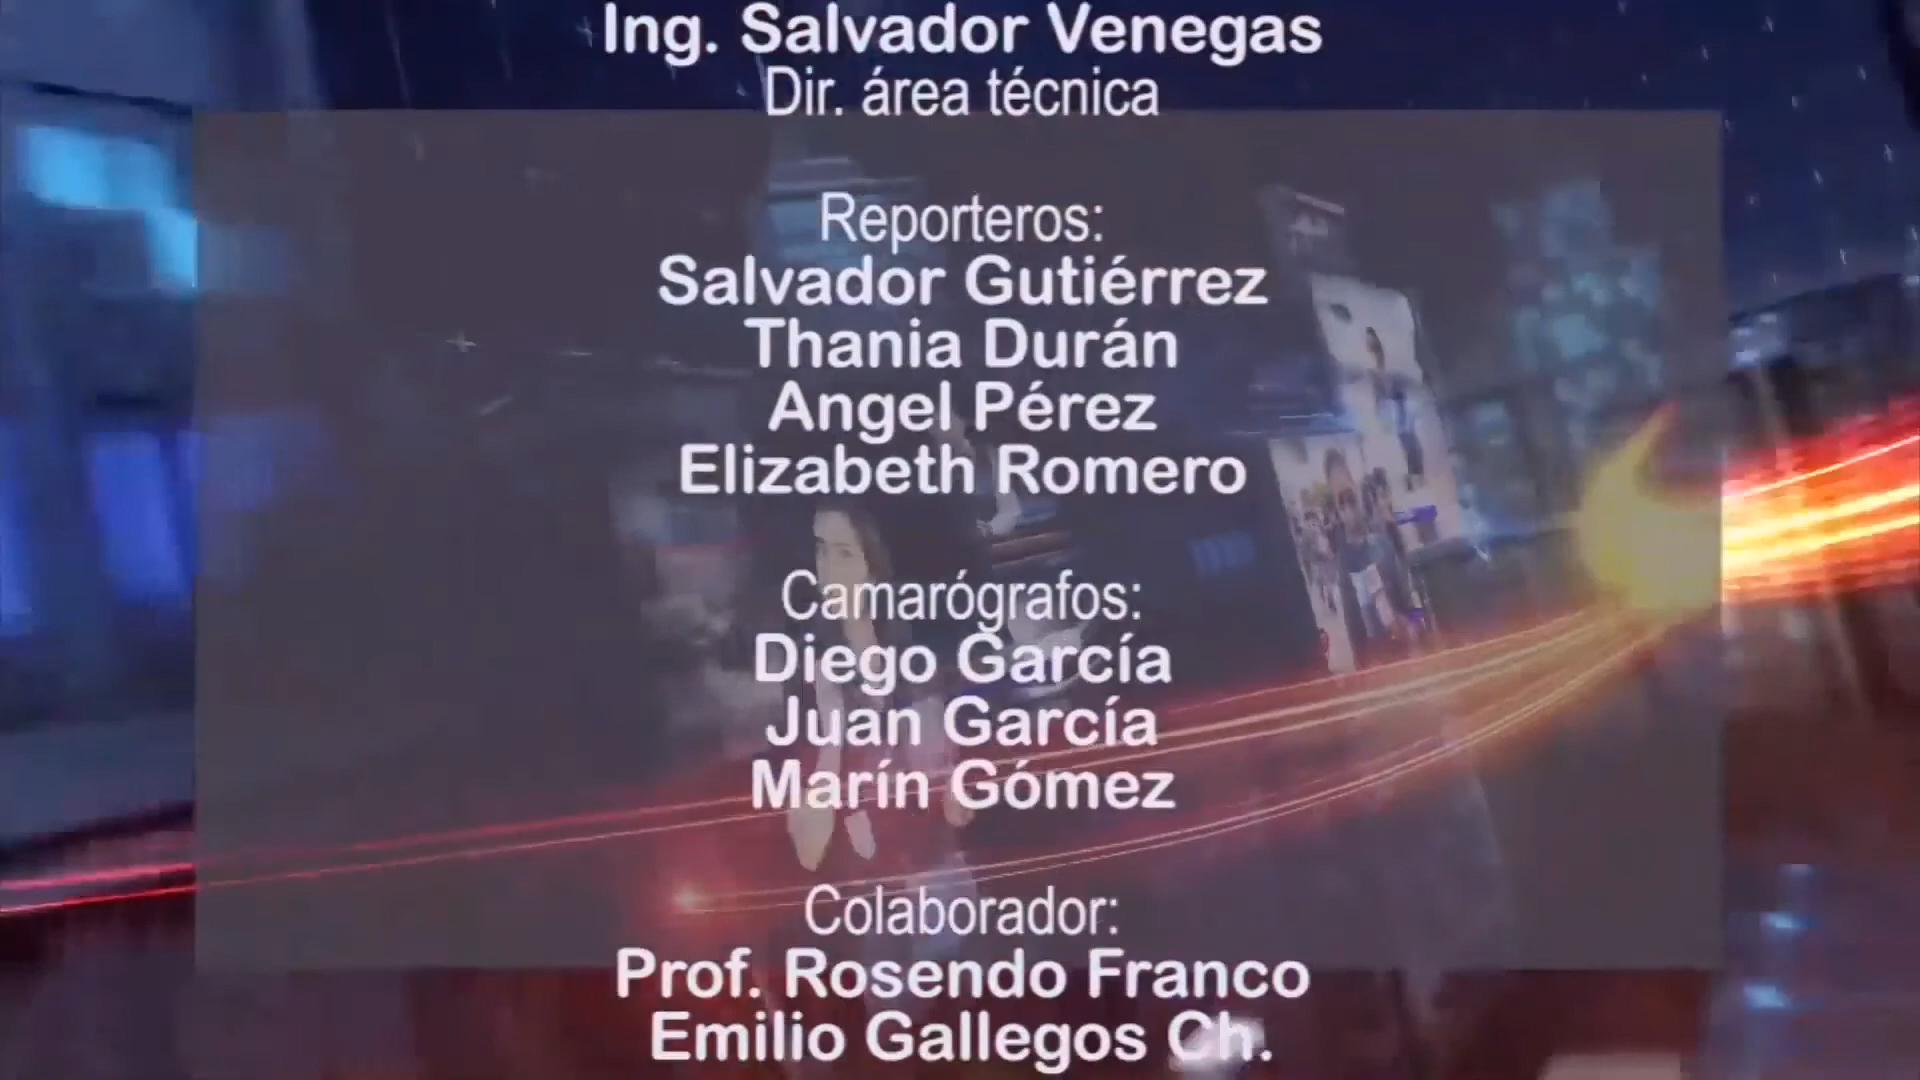 Ing. Salvador Venegas
Dir. área técnica
Reporteros:
Salvador Gutiérrez
Thania Durán
Angel Pérez
Elizabeth Romero
Camarógrafos:
Diego García
Juan García
Marín Gómez
Colaborador:
Prof. Rosendo Franco
Emilio Gallegos Ch.